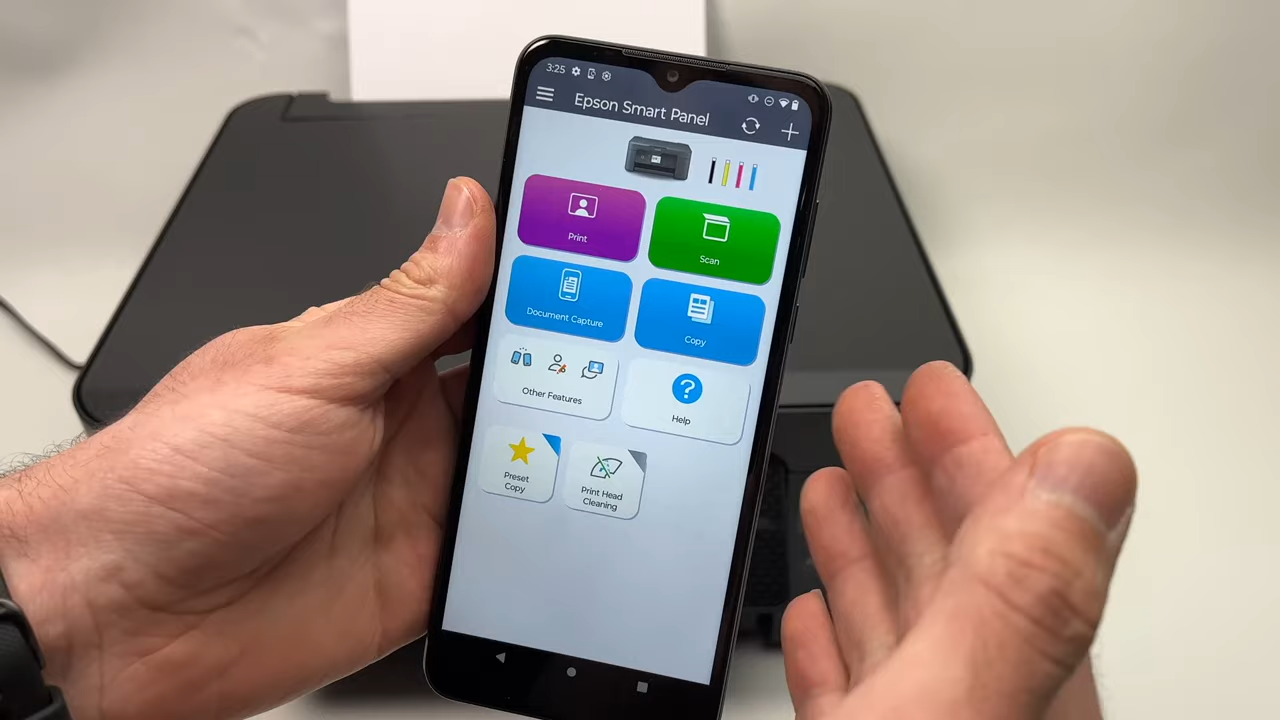 3:25
Epson Smart Panel
Print
Scan
Document Capture
Copy
Other Features
?
Help
Preset
Copy
Print Head
Cleaning